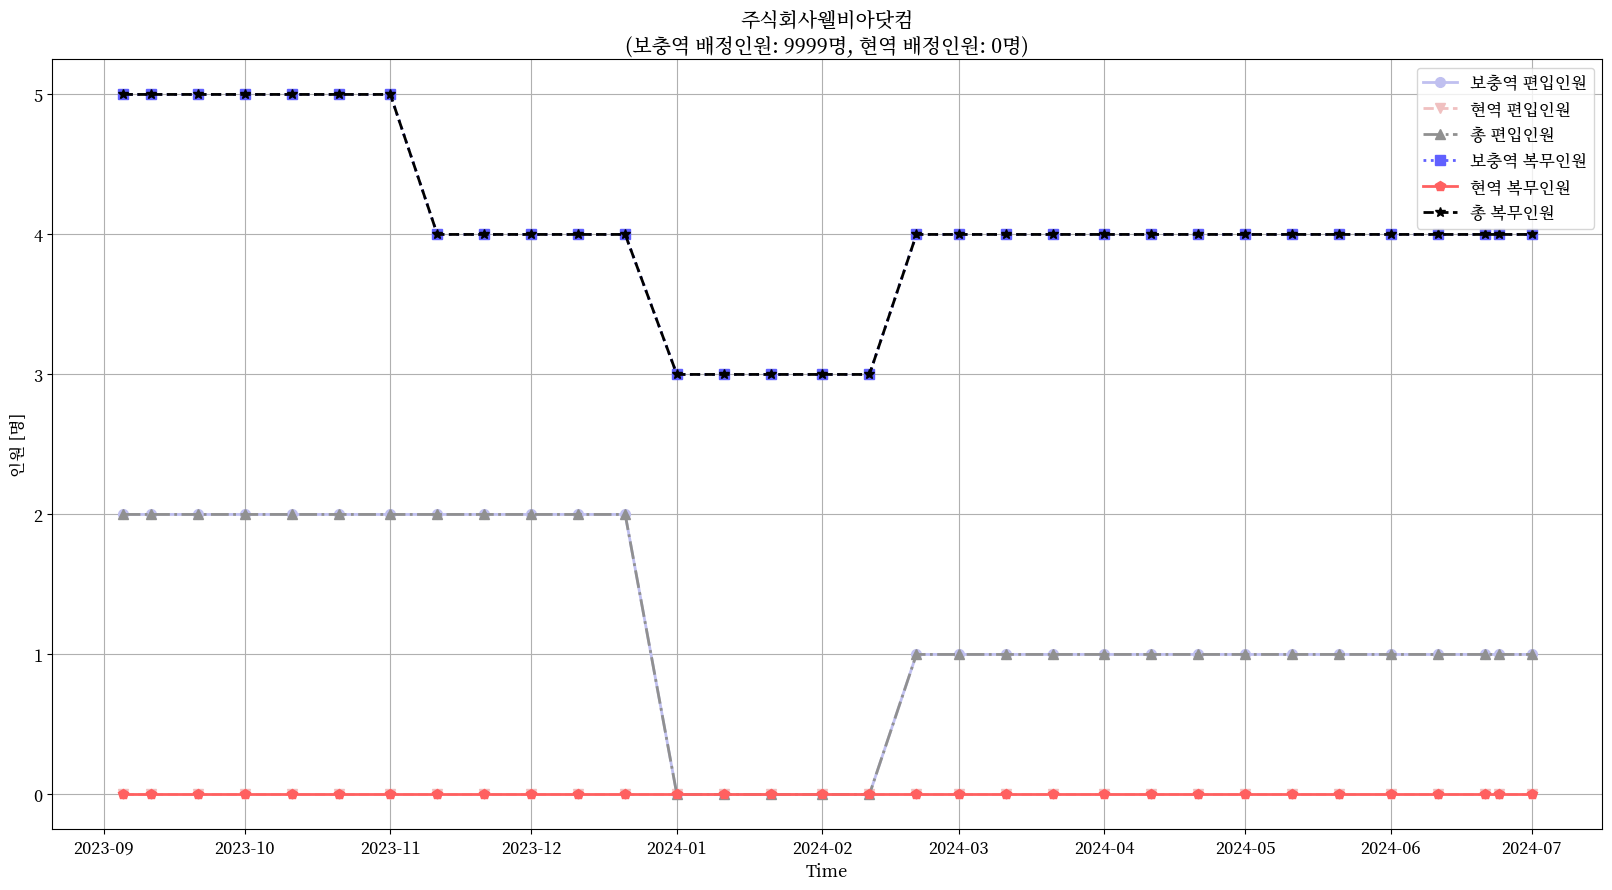 주식회사웰비아닷컴
(보충역 배정인원: 9999명, 현역 배정인원: 0명)
보충역 편입인원
현역 편입인원
총 편입인원
보충역 복무인원
현역 복무인원
총 복무인원
인원 [명]
5
4
3
2
1
0
2023-09 2023-10 2023-11 2023-12 2024-01 2024-02 2024-03 2024-04 2024-05 2024-06 2024-07
Time